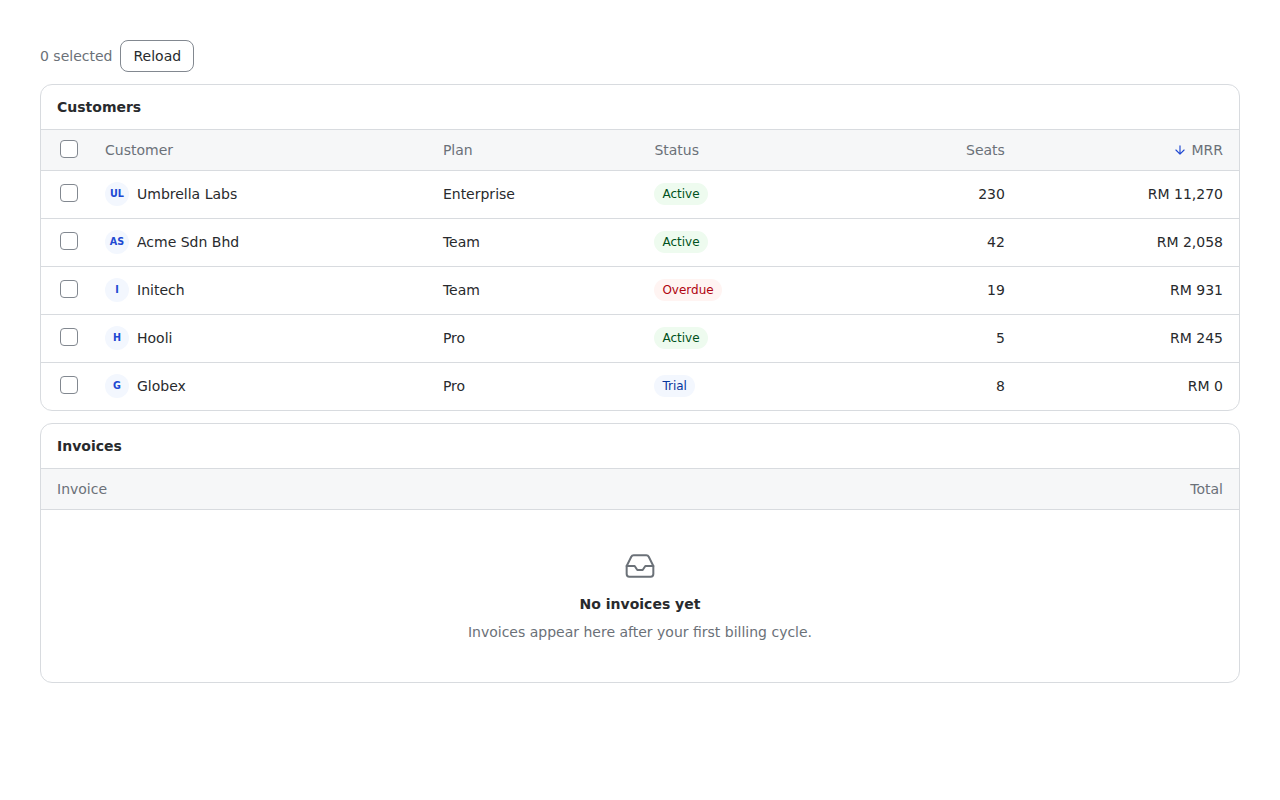 0 selected Reload
Customers
Customer Plan Status Seats MRR
UL Umbrella Labs Enterprise Active 230 RM 11,270
AS Acme Sdn Bhd Team Active 42 RM 2,058
I Initech Team Overdue 19 RM 931
H Hooli Pro Active 5 RM 245
G Globex Pro Trial 8 RM 0
Invoices
Invoice Total
No invoices yet
Invoices appear here after your first billing cycle.